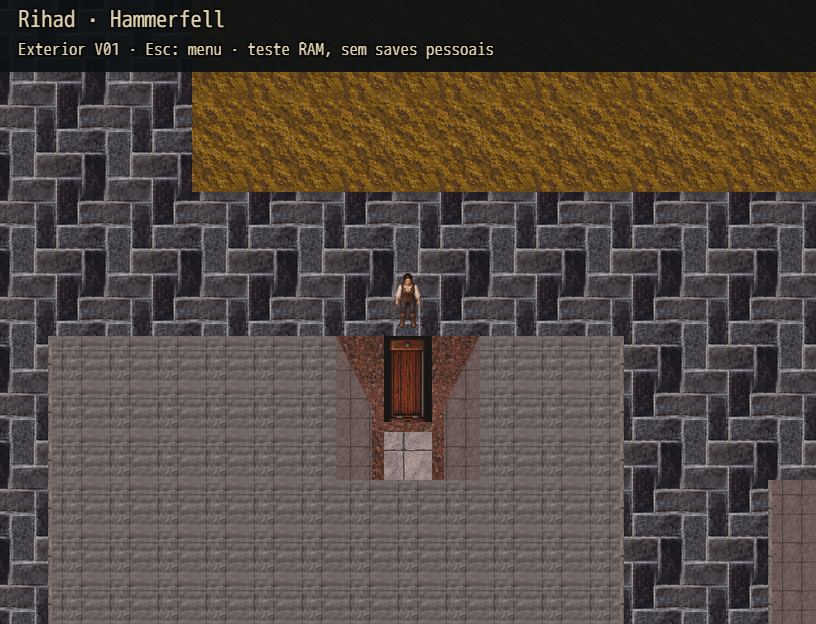 Rihad · Hammerfell
Exterior V01 · Esc: menu · teste RAM, sem saves pessoais